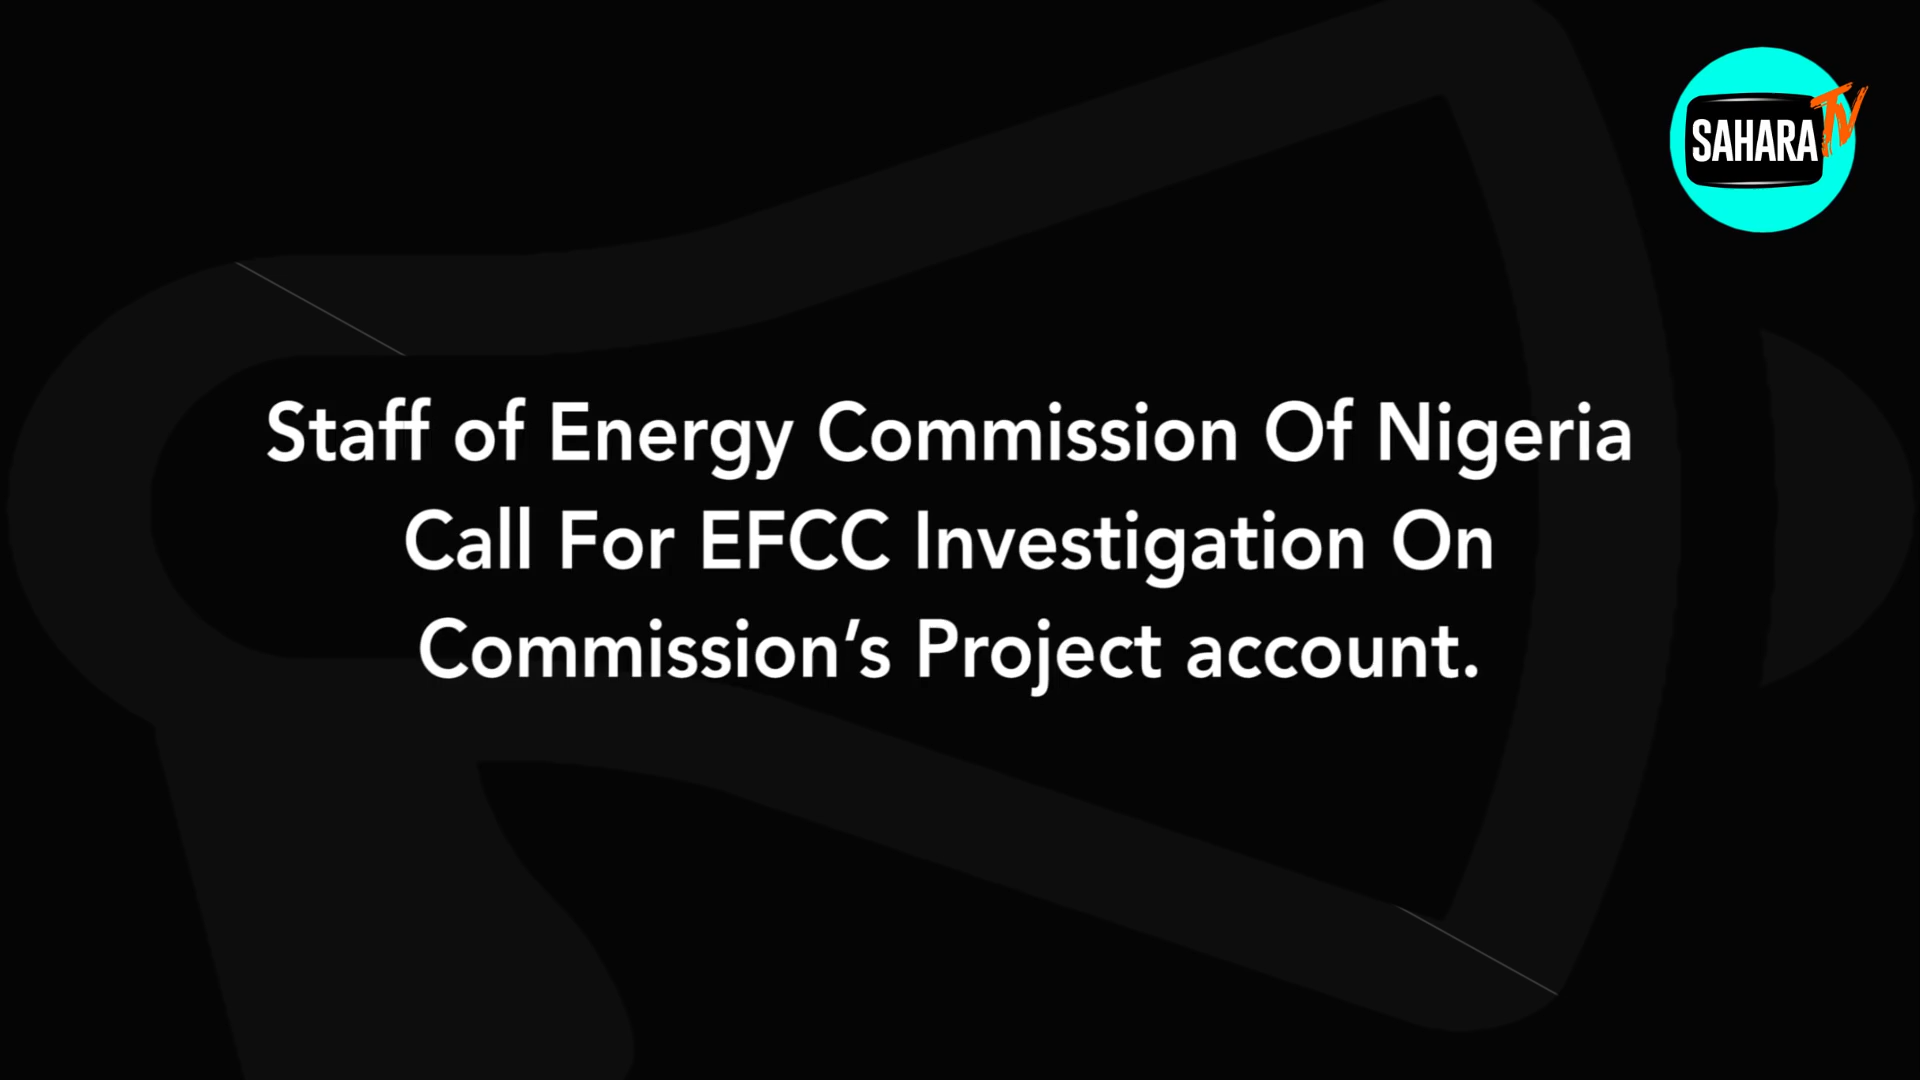 SAHARA TV
Staff of Energy Commission Of Nigeria
Call For EFCC Investigation On
Commission’s Project account.